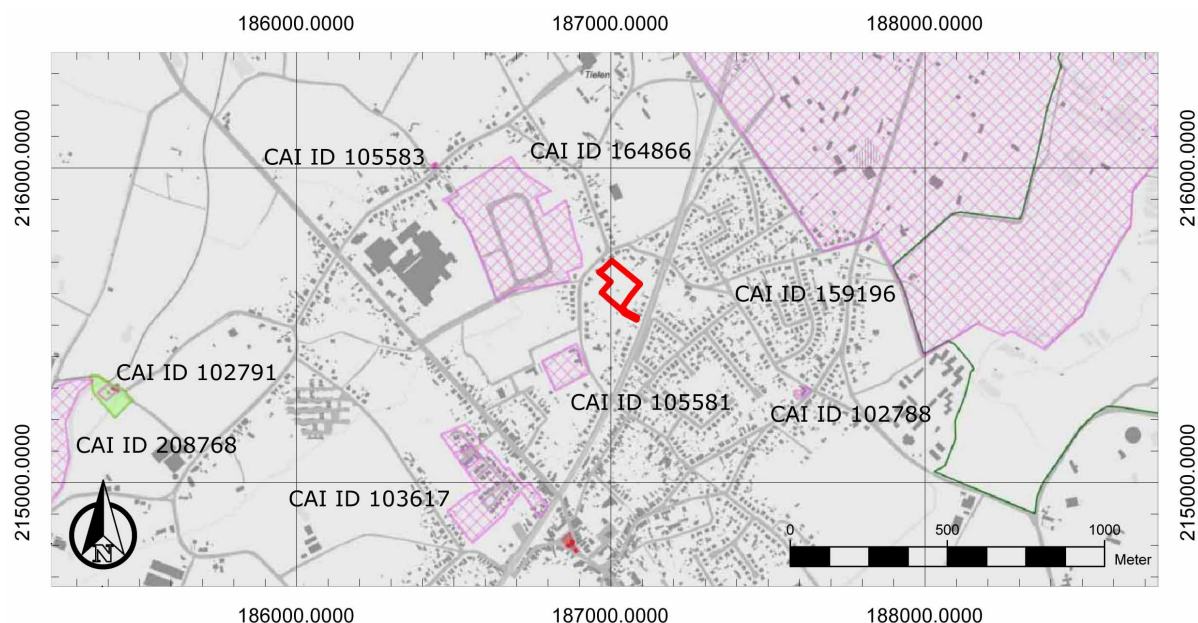 186000.0000 187000.0000 188000.0000
Tielen
CAI ID 105583
CAI ID 164866
216000.0000
216000.0000
CAI ID 159196
CAI ID 102791
CAI ID 105581
CAI ID 102788
CAI ID 208768
CAI ID 103617
215000.0000
215000.0000
N
0 500 1000
Meter
186000.0000 187000.0000 188000.0000